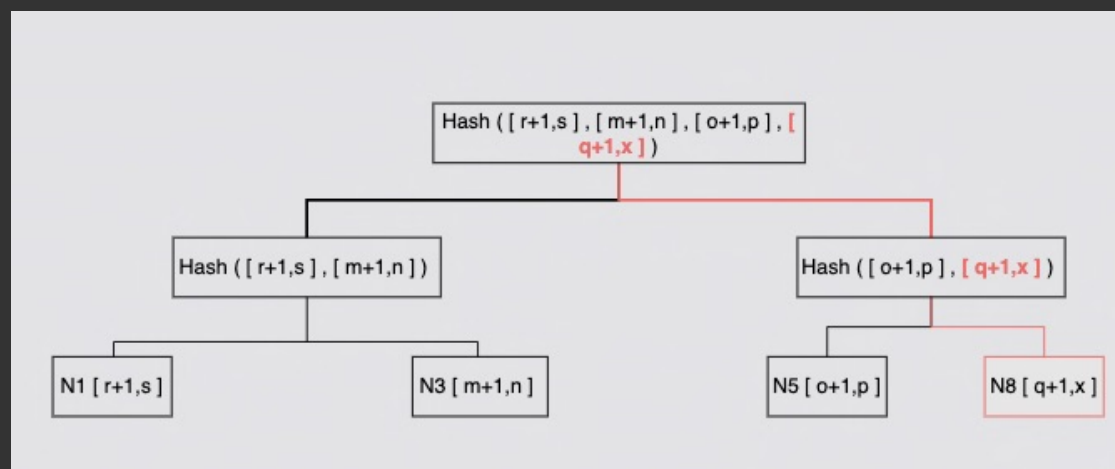 Hash ( [ r+1,s ] , [ m+1,n ] , [ o+1,p ] , [
q+1,x ] )
Hash ( [ r+1,s ] , [ m+1,n ] )
Hash ( [ o+1,p ] , [ q+1,x ] )
N1 [ r+1,s ]
N3 [ m+1,n ]
N5 [ o+1,p ]
N8 [ q+1,x ]